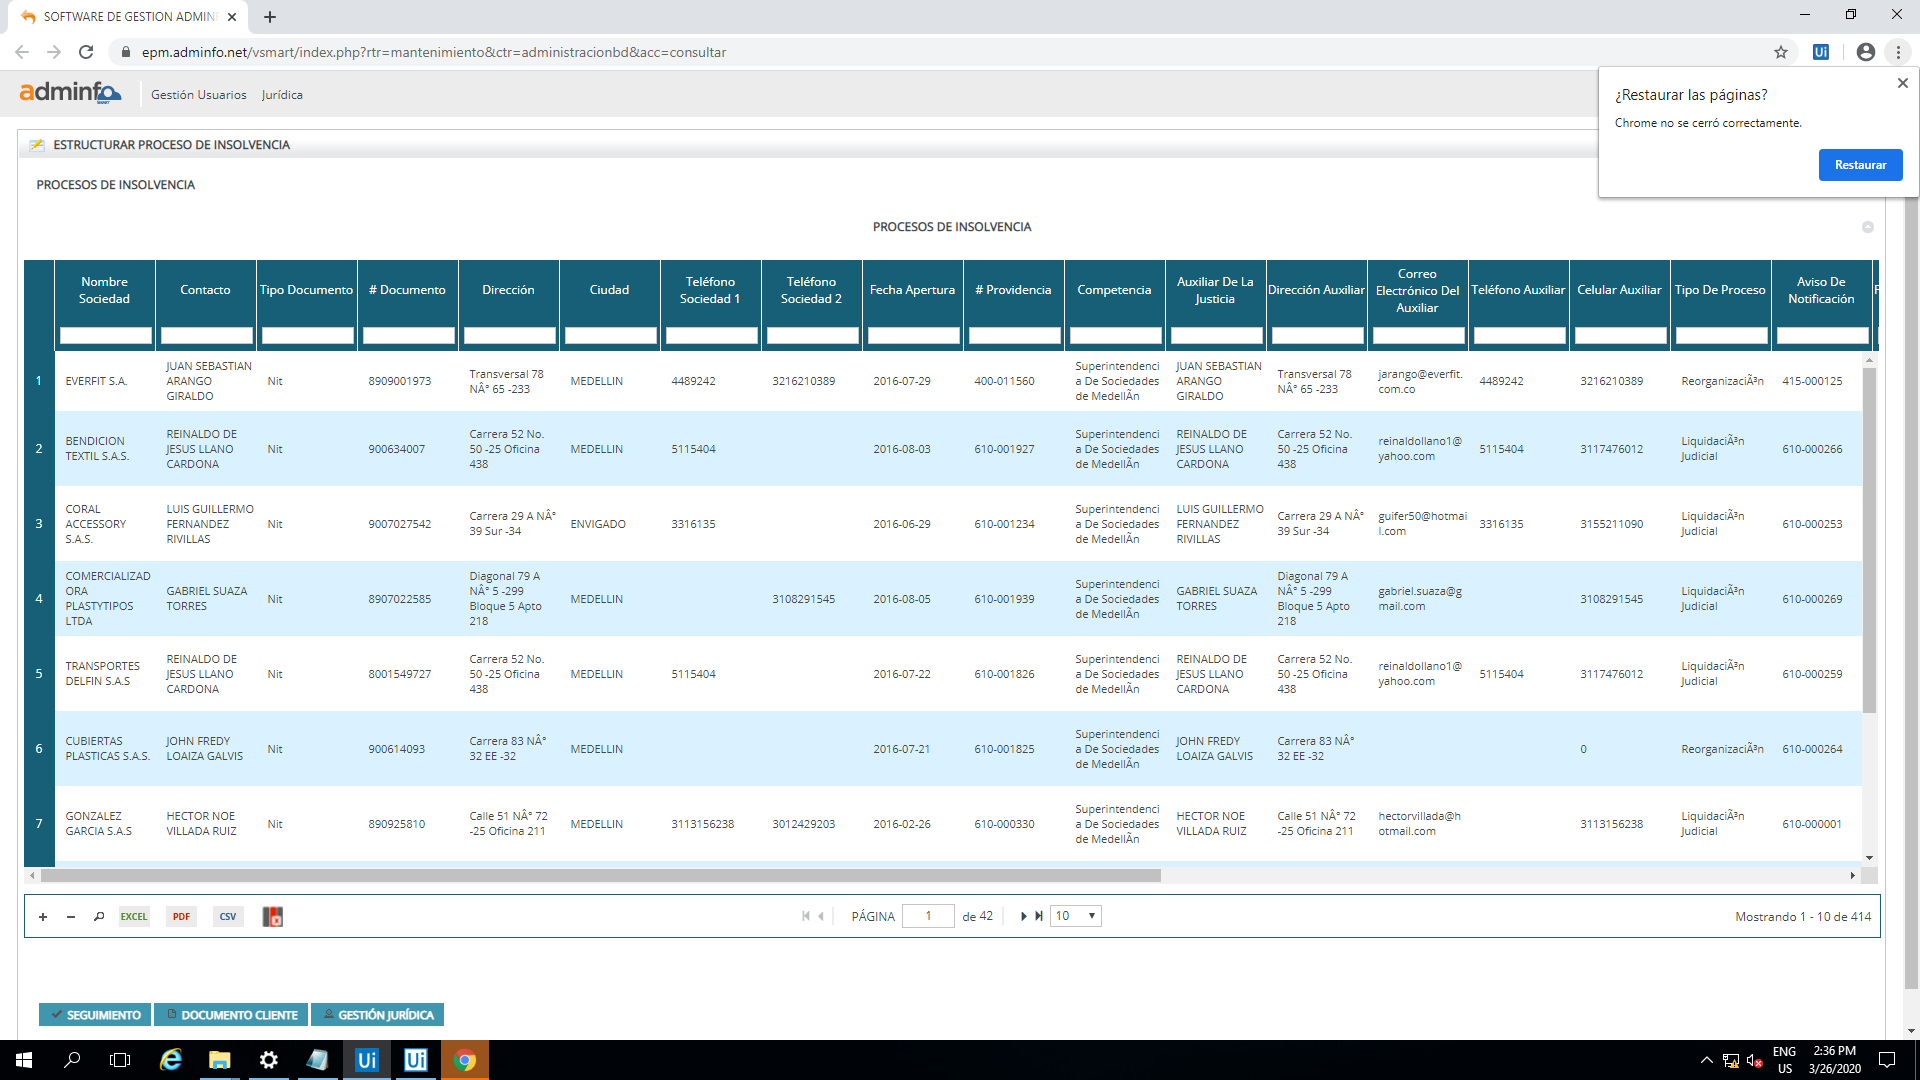 SOFTWARE DE GESTION ADMIN
epm.adminfo.net/vsmart/index.php?rtr=mantenimiento&ctr=administracionbd&acc=consultar
Ui
adminfo
Gestión Usuarios
Jurídica
¿Restaurar las páginas?
Chrome no se cerró correctamente.
Restaurar
ESTRUCTURAR PROCESO DE INSOLVENCIA
PROCESOS DE INSOLVENCIA
PROCESOS DE INSOLVENCIA
Nombre Sociedad	Contacto	Tipo Documento	# Documento	Dirección	Ciudad	Teléfono Sociedad 1	Teléfono Sociedad 2	Fecha Apertura	# Providencia	Competencia	Auxiliar De La Justicia	Dirección Auxiliar	Correo Electrónico Del Auxiliar	Teléfono Auxiliar	Celular Auxiliar	Tipo De Proceso	Aviso De Notificación
1	EVERFIT S.A.	JUAN SEBASTIAN ARANGO GIRALDO	Nit	8909001973	Transversal 78 NÂ° 65 -233	MEDELLIN	4489242	3216210389	2016-07-29	400-011560	Superintendencia De Sociedades de MedellÃ­n	JUAN SEBASTIAN ARANGO GIRALDO	Transversal 78 NÂ° 65 -233	jarango@everfit.com.co	4489242	3216210389	ReorganizaciÃ³n	415-000125
2	BENDICION TEXTIL S.A.S.	REINALDO DE JESUS LLANO CARDONA	Nit	900634007	Carrera 52 No. 50 -25 Oficina 438	MEDELLIN	5115404	2016-08-03	610-001927	Superintendencia De Sociedades de MedellÃ­n	REINALDO DE JESUS LLANO CARDONA	Carrera 52 No. 50 -25 Oficina 438	reinaldollano1@yahoo.com	5115404	3117476012	LiquidaciÃ³n Judicial	610-000266
3	CORAL ACCESSORY S.A.S.	LUIS GUILLERMO FERNANDEZ RIVILLAS	Nit	9007027542	Carrera 29 A NÂ° 39 Sur -34	ENVIGADO	3316135	2016-06-29	610-001234	Superintendencia De Sociedades de MedellÃ­n	LUIS GUILLERMO FERNANDEZ RIVILLAS	Carrera 29 A NÂ° 39 Sur -34	guifer50@hotmail.com	3316135	3155211090	LiquidaciÃ³n Judicial	610-000253
4	COMERCIALIZADORA PLASTYTIPOS LTDA	GABRIEL SUAZA TORRES	Nit	8907022585	Diagonal 79 A NÂ° 5 -299 Bloque 5 Apto 218	MEDELLIN	3108291545	2016-08-05	610-001939	Superintendencia De Sociedades de MedellÃ­n	GABRIEL SUAZA TORRES	Diagonal 79 A NÂ° 5 -299 Bloque 5 Apto 218	gabriel.suaza@gmail.com	3108291545	LiquidaciÃ³n Judicial	610-000269
5	TRANSPORTES DELFIN S.A.S	REINALDO DE JESUS LLANO CARDONA	Nit	8001549727	Carrera 52 No. 50 -25 Oficina 438	MEDELLIN	5115404	2016-07-22	610-001826	Superintendencia De Sociedades de MedellÃ­n	REINALDO DE JESUS LLANO CARDONA	Carrera 52 No. 50 -25 Oficina 438	reinaldollano1@yahoo.com	5115404	3117476012	LiquidaciÃ³n Judicial	610-000259
6	CUBIERTAS PLASTICAS S.A.S.	JOHN FREDY LOAIZA GALVIS	Nit	900614093	Carrera 83 NÂ° 32 EE -32	MEDELLIN	2016-07-21	610-001825	Superintendencia De Sociedades de MedellÃ­n	JOHN FREDY LOAIZA GALVIS	Carrera 83 NÂ° 32 EE -32	0	ReorganizaciÃ³n	610-000264
7	GONZALEZ GARCIA S.A.S	HECTOR NOE VILLADA RUIZ	Nit	890925810	Calle 51 NÂ° 72 -25 Oficina 211	MEDELLIN	3113156238	3012429203	2016-02-26	610-000330	Superintendencia De Sociedades de MedellÃ­n	HECTOR NOE VILLADA RUIZ	Calle 51 NÂ° 72 -25 Oficina 211	hectorvillada@hotmail.com	3113156238	LiquidaciÃ³n Judicial	610-000001
EXCEL PDF CSV
PÁGINA 1 de 42
10
Mostrando 1 - 10 de 414
SEGUIMIENTO
DOCUMENTO CLIENTE
GESTIÓN JURÍDICA
Ui
Ui
ENG
US
2:36 PM
3/26/2020